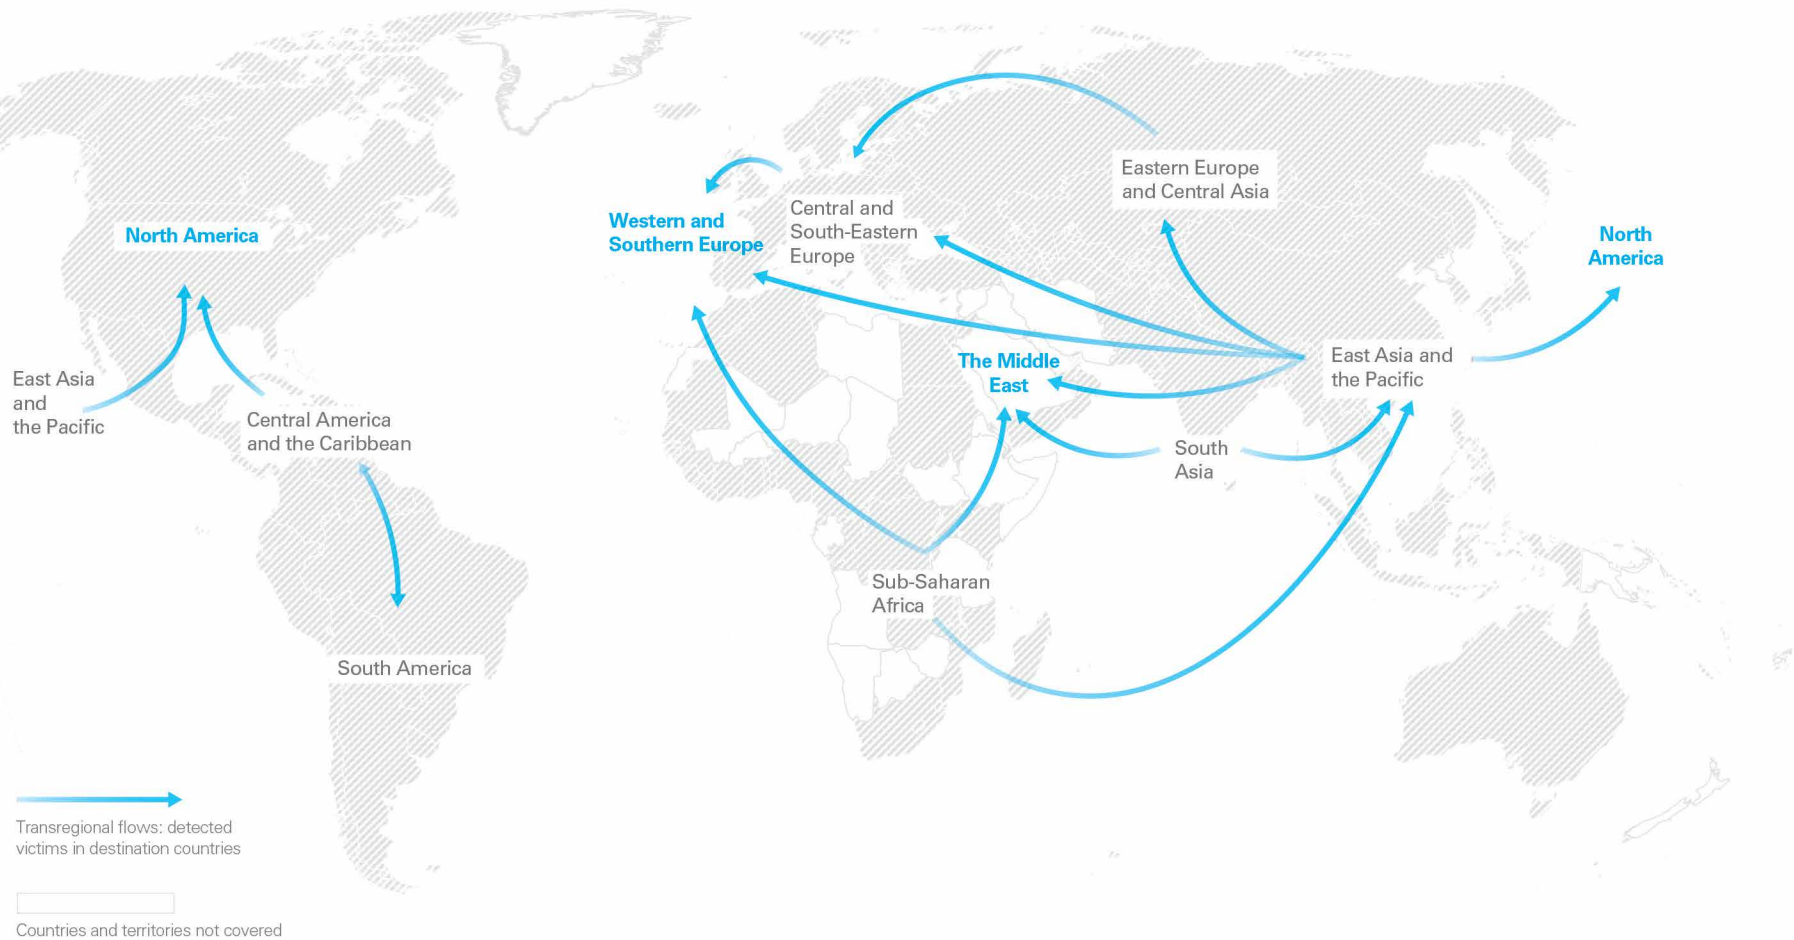 Eastern Europe
and Central Asia
Western and
Southern Europe
Central and
South-Eastern
Europe
North America
North
America
East Asia
and
the Pacific
The Middle
East
East Asia and
the Pacific
Central America
and the Caribbean
South
Asia
Sub-Saharan
Africa
South America
Transregional flows: detected
victims in destination countries
Countries and territories not covered